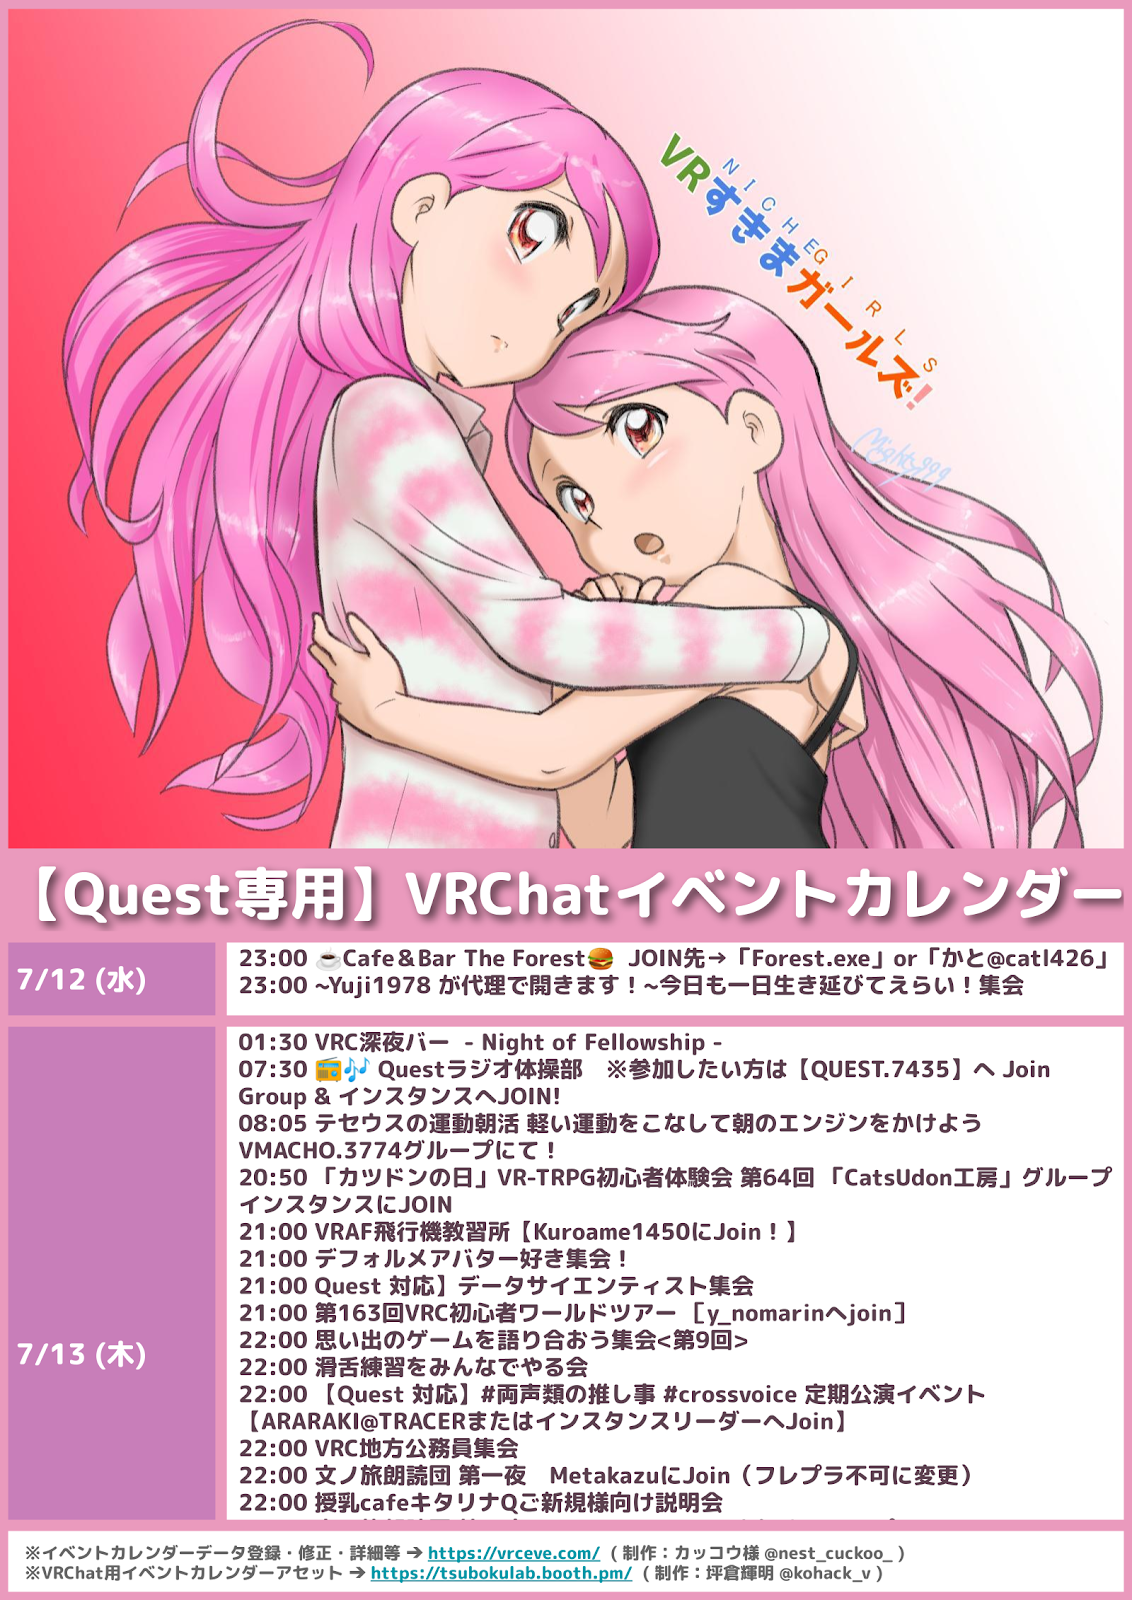 NICHE GIRLS
VRすきまガールズ!
Mighty999
【Quest専用】VRChatイベントカレンダー
7/12 (水)
23:00 ☕Cafe&Bar The Forest🍔 JOIN先→「Forest.exe」or「かと@catl426」
23:00 ~Yuji1978 が代理で開きます！~今日も一日生き延びてえらい！集会
7/13 (木)
01:30 VRC深夜バー - Night of Fellowship -
07:30 📻🎶 Questラジオ体操部　※参加したい方は【QUEST.7435】へ Join
Group & インスタンスへJOIN!
08:05 テセウスの運動朝活 軽い運動をこなして朝のエンジンをかけよう
VMACHO.3774グループにて！
20:50 「カツドンの日」VR-TRPG初心者体験会 第64回 「CatsUdon工房」グループ
インスタンスにJOIN
21:00 VRAF飛行機教習所【Kuroame1450にJoin！】
21:00 デフォルメアバター好き集会！
21:00 Quest 対応】データサイエンティスト集会
21:00 第163回VRC初心者ワールドツアー ［y_nomarinへjoin］
22:00 思い出のゲームを語り合おう集会<第9回>
22:00 滑舌練習をみんなでやる会
22:00 【Quest 対応】#両声類の推し事 #crossvoice 定期公演イベント
【ARARAKI@TRACERまたはインスタンスリーダーへJoin】
22:00 VRC地方公務員集会
22:00 文ノ旅朗読団 第一夜　MetakazuにJoin（フレプラ不可に変更）
22:00 授乳cafeキタリナQご新規様向け説明会
※イベントカレンダーデータ登録・修正・詳細等 ➔ https://vrceve.com/ ( 制作：カッコウ様 @nest_cuckoo_ )
※VRChat用イベントカレンダーアセット ➔ https://tsubokulab.booth.pm/ ( 制作：坪倉輝明 @kohack_v )